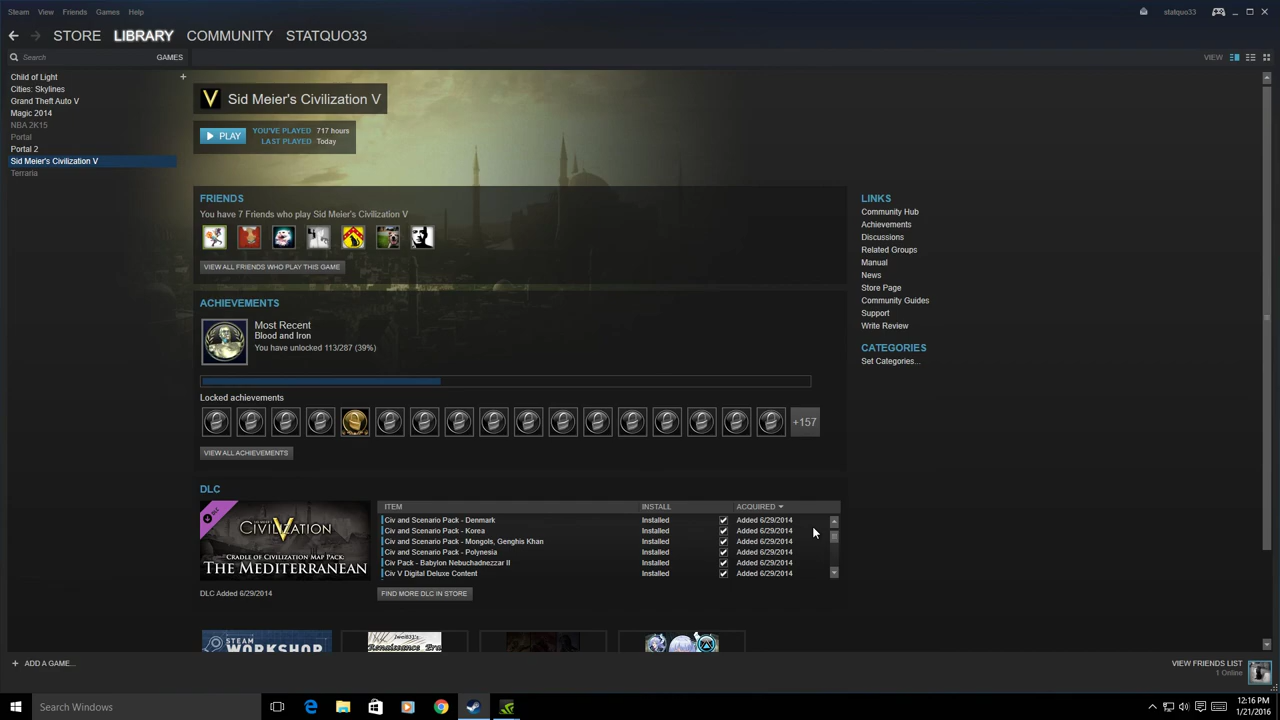 Steam View Friends Games Help
statquo33
STORE LIBRARY COMMUNITY STATQUO33
Search GAMES
VIEW
Child of Light +
Cities: Skylines
Grand Theft Auto V
Magic 2014
NBA 2K15
Portal
Portal 2
Sid Meier's Civilization V
Terraria
V Sid Meier's Civilization V
PLAY
YOU'VE PLAYED 717 hours
LAST PLAYED Today
FRIENDS
You have 7 Friends who play Sid Meier's Civilization V
VIEW ALL FRIENDS WHO PLAY THIS GAME
ACHIEVEMENTS
Most Recent
Blood and Iron
You have unlocked 113/287 (39%)
Locked achievements
+157
VIEW ALL ACHIEVEMENTS
DLC
CIVILIZATION V
CRADLE OF CIVILIZATION MAP PACK:
THE MEDITERRANEAN
DLC Added 6/29/2014
ITEM INSTALL ACQUIRED
Civ and Scenario Pack - Denmark Installed Added 6/29/2014
Civ and Scenario Pack - Korea Installed Added 6/29/2014
Civ and Scenario Pack - Mongols, Genghis Khan Installed Added 6/29/2014
Civ and Scenario Pack - Polynesia Installed Added 6/29/2014
Civ Pack - Babylon Nebuchadnezzar II Installed Added 6/29/2014
Civ V Digital Deluxe Content Installed Added 6/29/2014
FIND MORE DLC IN STORE
STEAM WORKSHOP
Jwei83's
Renaissance Era
LINKS
Community Hub
Achievements
Discussions
Related Groups
Manual
News
Store Page
Community Guides
Support
Write Review
CATEGORIES
Set Categories...
+ ADD A GAME...
VIEW FRIENDS LIST
1 Online
Search Windows
12:16 PM
1/21/2016